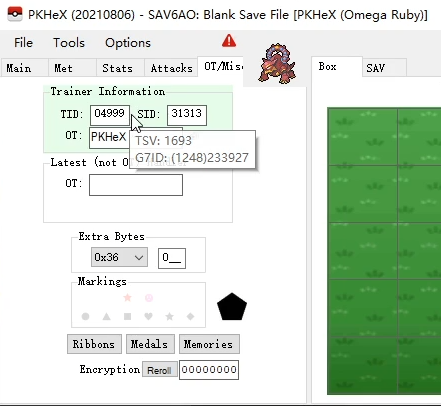 PKHeX (20210806) - SAV6AO: Blank Save File [PKHeX (Omega Ruby)]
File Tools Options
Main Met Stats Attacks OT/Misc Box SAV
Trainer Information
TID: 04999 SID: 31313
OT: PKHeX
TSV: 1693
G7ID: (1248)233927
Latest (not O
OT:
Extra Bytes
0x36 0__
Markings
Ribbons Medals Memories
Encryption Reroll 00000000